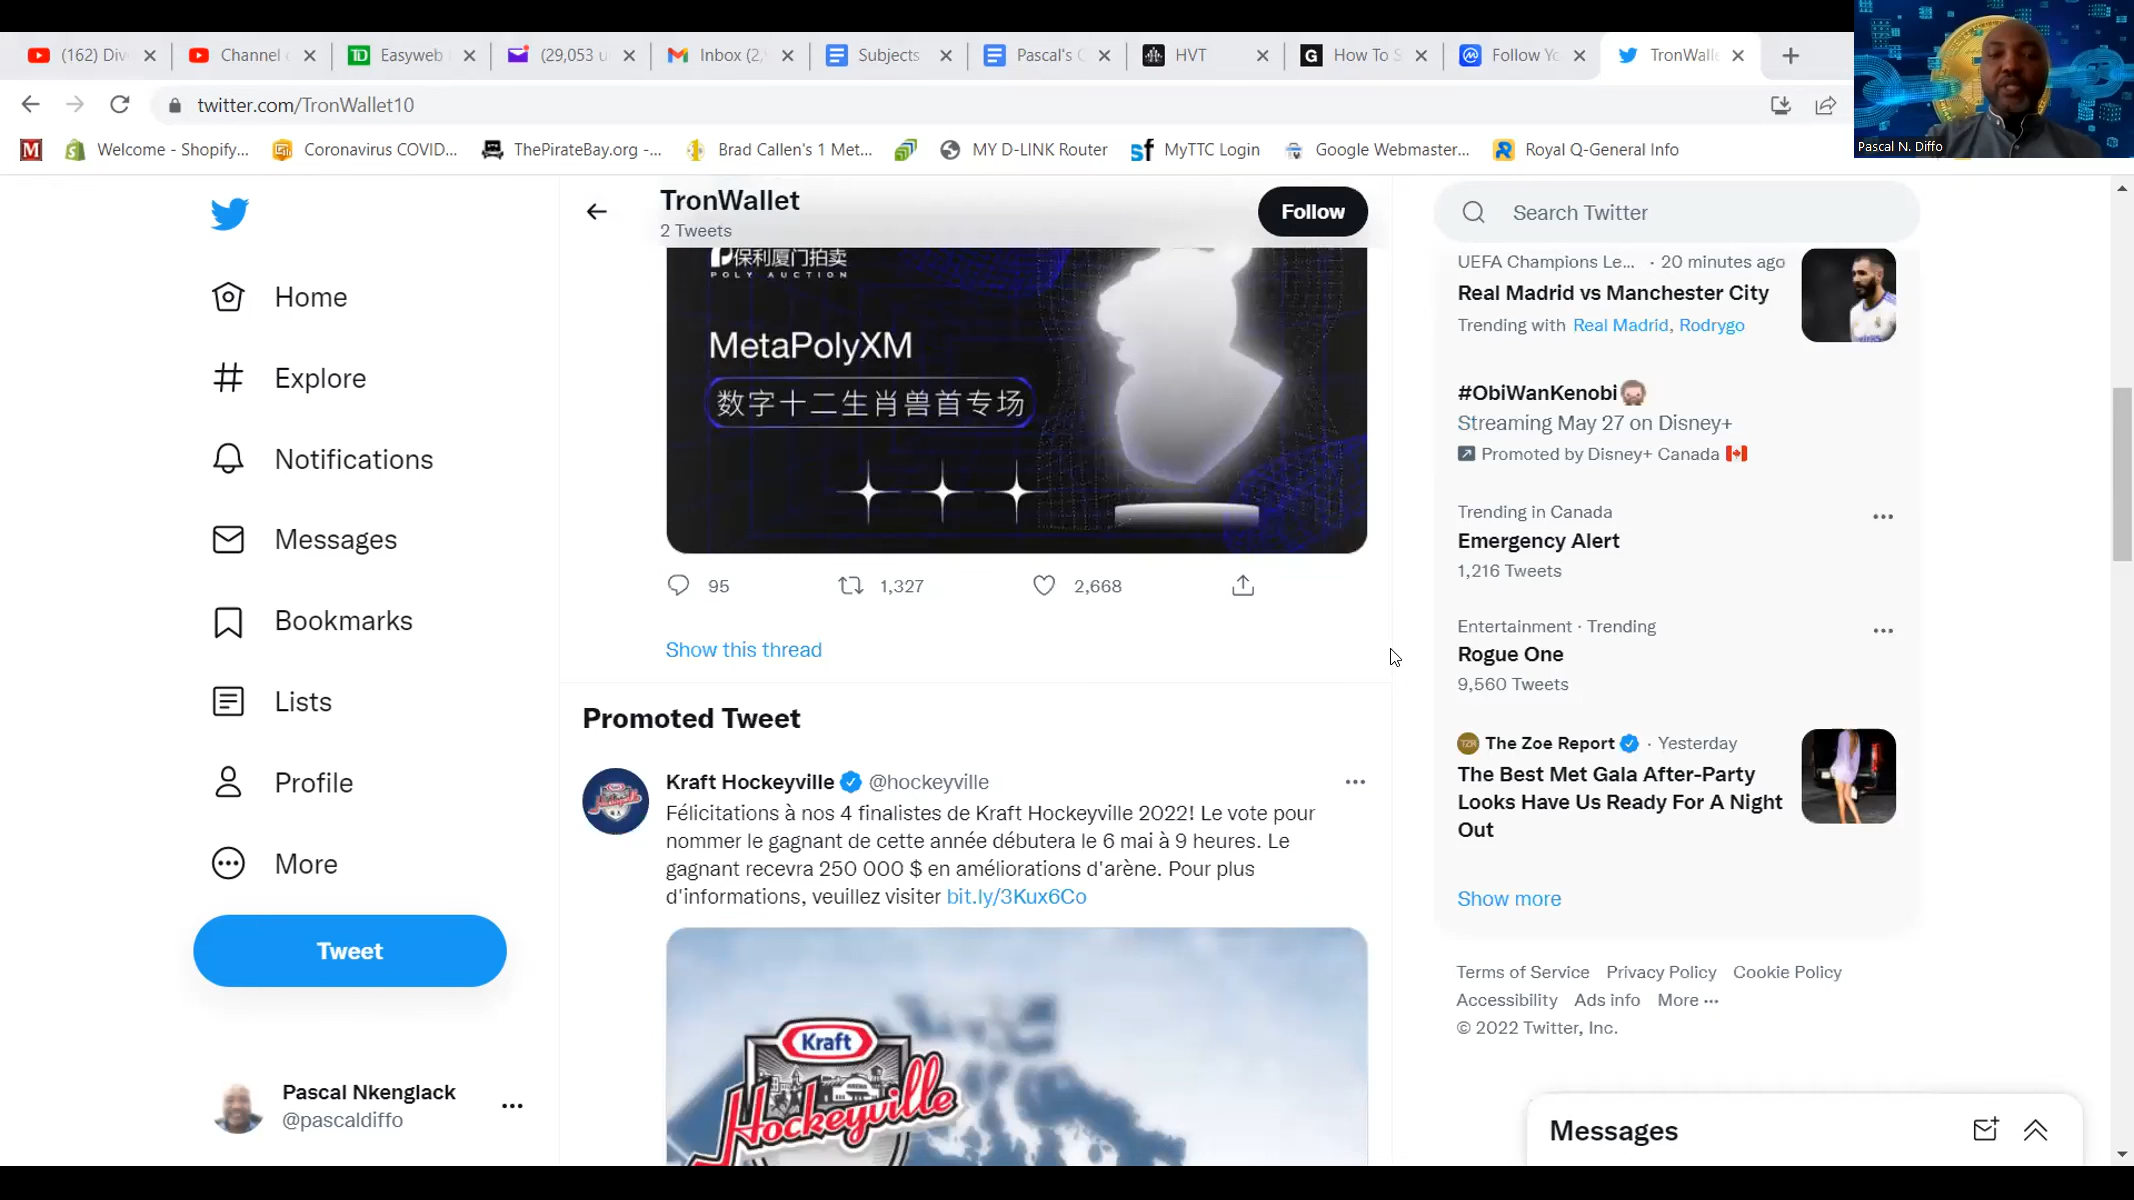 (162) Div
Channel
Easyweb
(29,053 u
Inbox (2,
Subjects
Pascal's C
HVT
How To S
Follow Yo
TronWalle
twitter.com/TronWallet10
Welcome - Shopify...
Coronavirus COVID...
ThePirateBay.org -...
Brad Callen's 1 Met...
MY D-LINK Router
MyTTC Login
Google Webmaster...
Royal Q-General Info
Pascal N. Diffo
Home
Explore
Notifications
Messages
Bookmarks
Lists
Profile
More
Tweet
Pascal Nkenglack
@pascaldiffo
TronWallet
2 Tweets
Follow
保利厦门拍卖
POLY AUCTION
MetaPolyXM
数字十二生肖兽首专场
95 1,327 2,668
Show this thread
Promoted Tweet
Kraft Hockeyville @hockeyville
Félicitations à nos 4 finalistes de Kraft Hockeyville 2022! Le vote pour
nommer le gagnant de cette année débutera le 6 mai à 9 heures. Le
gagnant recevra 250 000 $ en améliorations d'arène. Pour plus
d'informations, veuillez visiter bit.ly/3Kux6Co
Kraft
Hockeyville
Search Twitter
UEFA Champions Le... · 20 minutes ago
Real Madrid vs Manchester City
Trending with Real Madrid, Rodrygo
#ObiWanKenobi
Streaming May 27 on Disney+
Promoted by Disney+ Canada
Trending in Canada
Emergency Alert
1,216 Tweets
Entertainment · Trending
Rogue One
9,560 Tweets
The Zoe Report · Yesterday
The Best Met Gala After-Party
Looks Have Us Ready For A Night
Out
Show more
Terms of Service Privacy Policy Cookie Policy
Accessibility Ads info More ···
© 2022 Twitter, Inc.
Messages